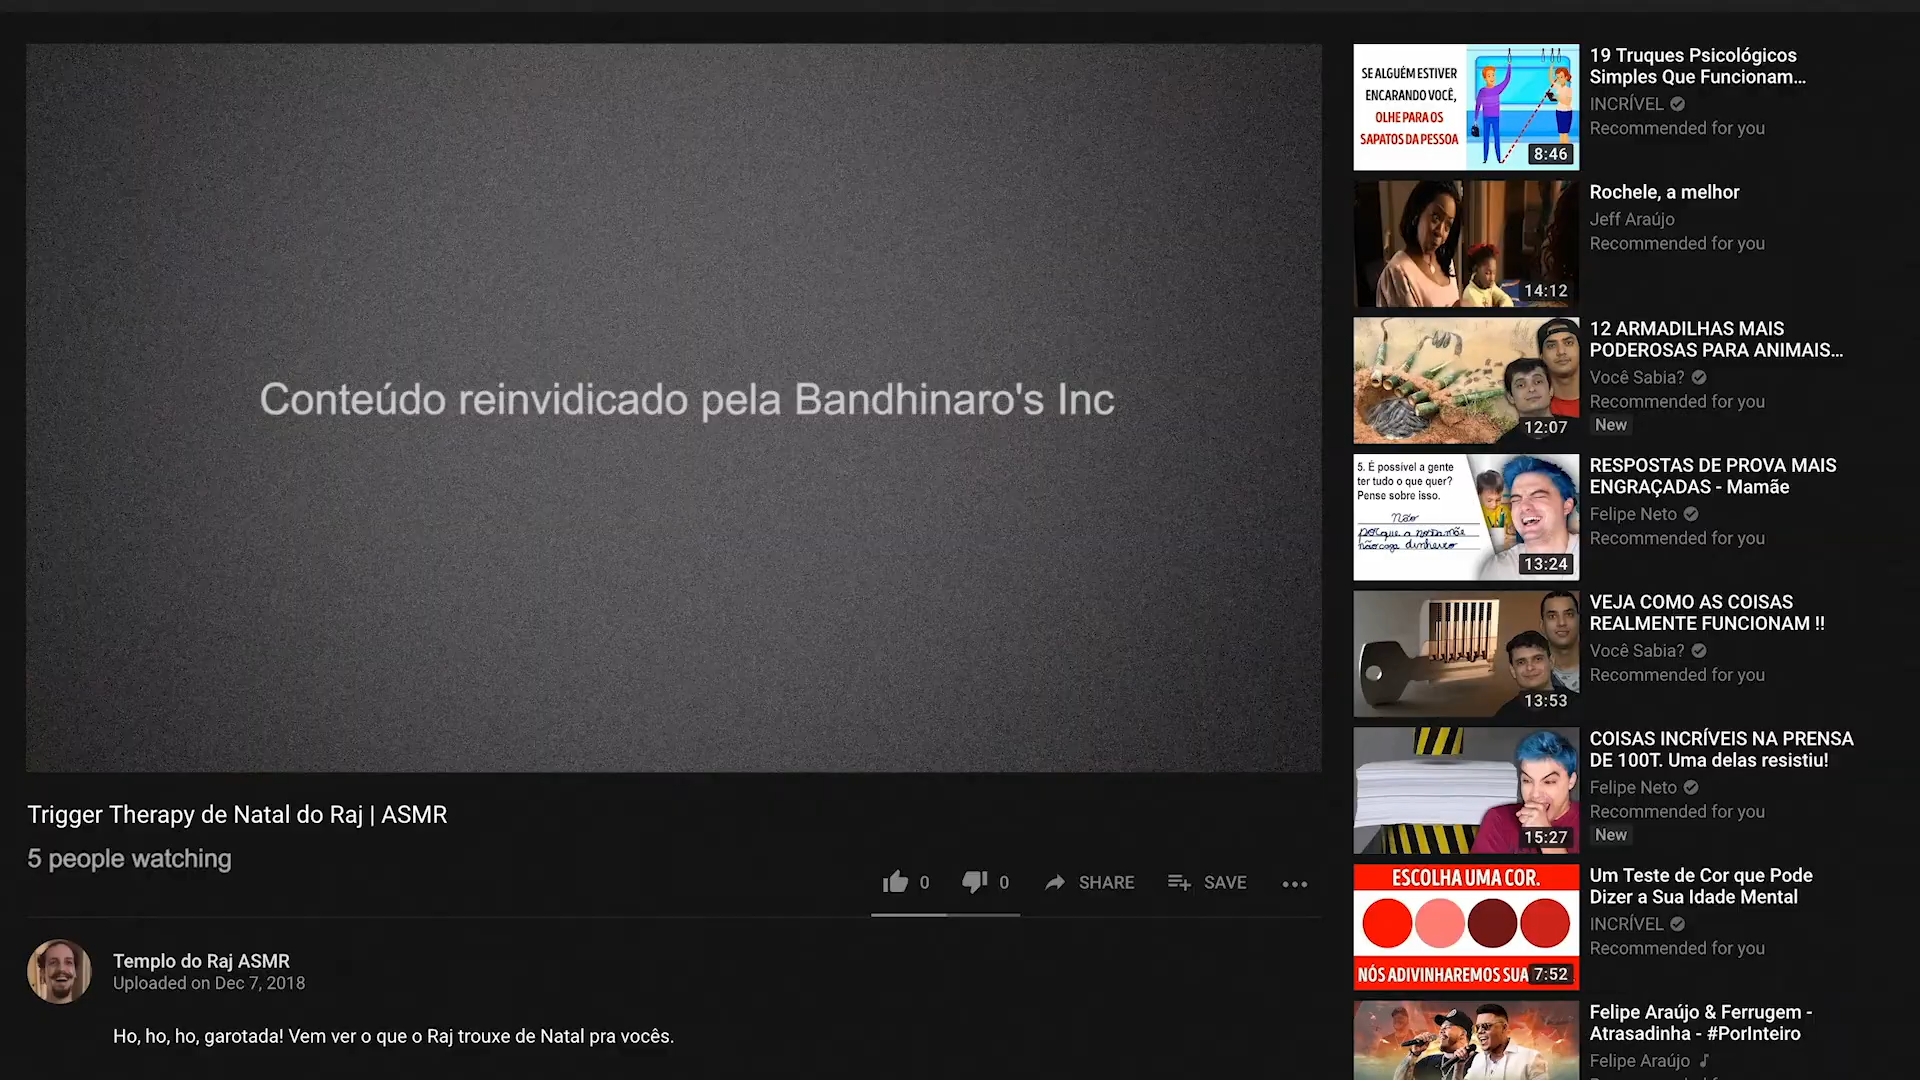 Conteúdo reinvidicado pela Bandhinaro's Inc
Trigger Therapy de Natal do Raj | ASMR
5 people watching
0
0
SHARE
SAVE
Templo do Raj ASMR
Uploaded on Dec 7, 2018
Ho, ho, ho, garotada! Vem ver o que o Raj trouxe de Natal pra vocês.
SE ALGUÉM ESTIVER
ENCARANDO VOCÊ,
OLHE PARA OS
SAPATOS DA PESSOA
8:46
19 Truques Psicológicos
Simples Que Funcionam...
INCRÍVEL
Recommended for you
14:12
Rochele, a melhor
Jeff Araújo
Recommended for you
12:07
12 ARMADILHAS MAIS
PODEROSAS PARA ANIMAIS...
Você Sabia?
Recommended for you
New
5. É possível a gente
ter tudo o que quer?
Pense sobre isso.
Não
porque a nossa mãe
não caga dinheiro
13:24
RESPOSTAS DE PROVA MAIS
ENGRAÇADAS - Mamãe
Felipe Neto
Recommended for you
13:53
VEJA COMO AS COISAS
REALMENTE FUNCIONAM !!
Você Sabia?
Recommended for you
15:27
COISAS INCRÍVEIS NA PRENSA
DE 100T. Uma delas resistiu!
Felipe Neto
Recommended for you
New
ESCOLHA UMA COR.
NÓS ADIVINHAREMOS SUA
7:52
Um Teste de Cor que Pode
Dizer a Sua Idade Mental
INCRÍVEL
Recommended for you
Felipe Araújo & Ferrugem -
Atrasadinha - #PorInteiro
Felipe Araújo